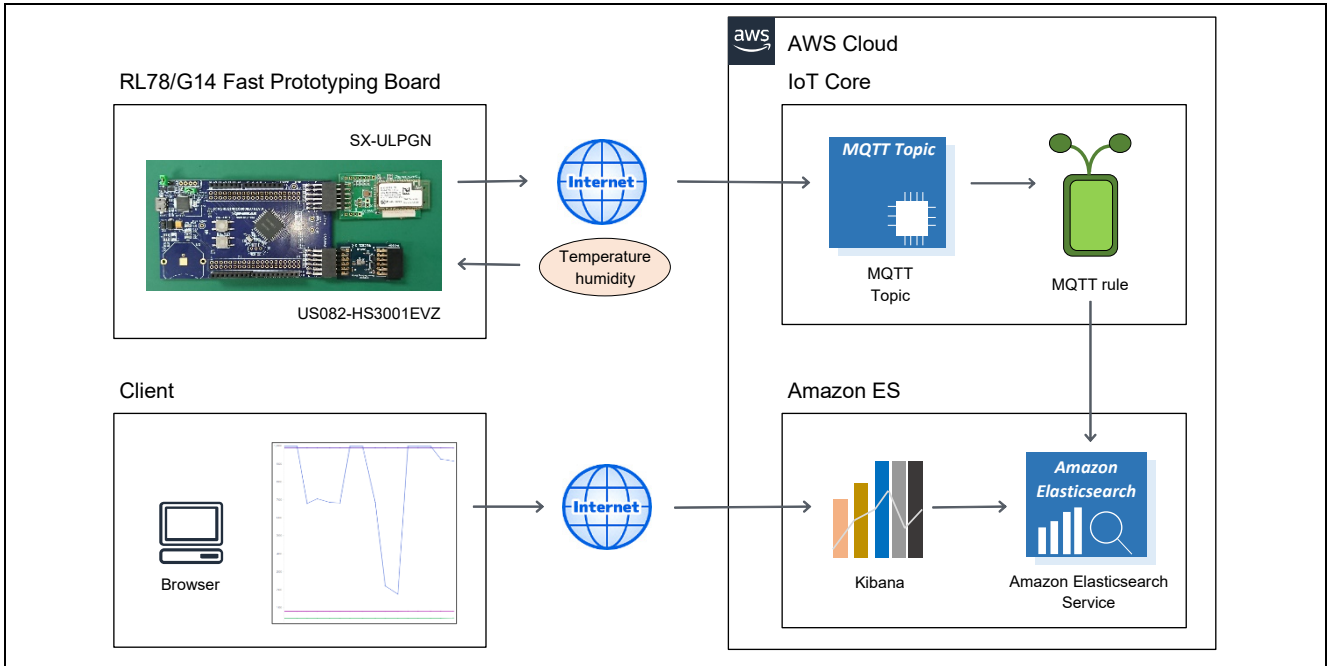 aws
AWS Cloud
RL78/G14 Fast Prototyping Board
IoT Core
SX-ULPGN
MQTT Topic
Internet
Temperature
humidity
MQTT
Topic
MQTT rule
US082-HS3001EVZ
Client
Amazon ES
Amazon
Elasticsearch
Internet
Browser
Kibana
Amazon Elasticsearch
Service